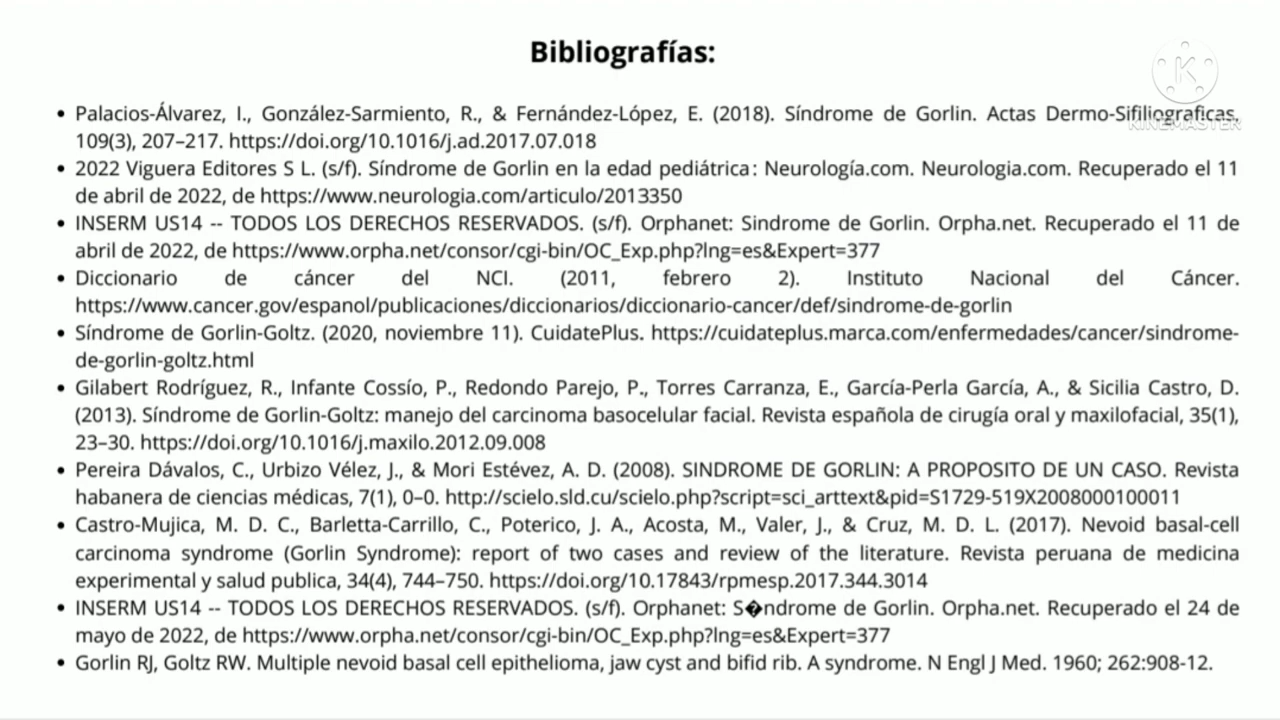 Bibliografías:
K
KINEMASTER
• Palacios-Álvarez, I., González-Sarmiento, R., & Fernández-López, E. (2018). Síndrome de Gorlin. Actas Dermo-Sifiliograficas,
109(3), 207–217. https://doi.org/10.1016/j.ad.2017.07.018
• 2022 Viguera Editores S L. (s/f). Síndrome de Gorlin en la edad pediátrica: Neurología.com. Neurologia.com. Recuperado el 11
de abril de 2022, de https://www.neurologia.com/articulo/2013350
• INSERM US14 -- TODOS LOS DERECHOS RESERVADOS. (s/f). Orphanet: Sindrome de Gorlin. Orpha.net. Recuperado el 11 de
abril de 2022, de https://www.orpha.net/consor/cgi-bin/OC_Exp.php?lng=es&Expert=377
• Diccionario de cáncer del NCI. (2011, febrero 2). Instituto Nacional del Cáncer.
https://www.cancer.gov/espanol/publicaciones/diccionarios/diccionario-cancer/def/sindrome-de-gorlin
• Síndrome de Gorlin-Goltz. (2020, noviembre 11). CuidatePlus. https://cuidateplus.marca.com/enfermedades/cancer/sindrome-
de-gorlin-goltz.html
• Gilabert Rodríguez, R., Infante Cossío, P., Redondo Parejo, P., Torres Carranza, E., García-Perla García, A., & Sicilia Castro, D.
(2013). Síndrome de Gorlin-Goltz: manejo del carcinoma basocelular facial. Revista española de cirugía oral y maxilofacial, 35(1),
23–30. https://doi.org/10.1016/j.maxilo.2012.09.008
• Pereira Dávalos, C., Urbizo Vélez, J., & Mori Estévez, A. D. (2008). SINDROME DE GORLIN: A PROPOSITO DE UN CASO. Revista
habanera de ciencias médicas, 7(1), 0–0. http://scielo.sld.cu/scielo.php?script=sci_arttext&pid=S1729-519X2008000100011
• Castro-Mujica, M. D. C., Barletta-Carrillo, C., Poterico, J. A., Acosta, M., Valer, J., & Cruz, M. D. L. (2017). Nevoid basal-cell
carcinoma syndrome (Gorlin Syndrome): report of two cases and review of the literature. Revista peruana de medicina
experimental y salud publica, 34(4), 744–750. https://doi.org/10.17843/rpmesp.2017.344.3014
• INSERM US14 -- TODOS LOS DERECHOS RESERVADOS. (s/f). Orphanet: S�ndrome de Gorlin. Orpha.net. Recuperado el 24 de
mayo de 2022, de https://www.orpha.net/consor/cgi-bin/OC_Exp.php?lng=es&Expert=377
• Gorlin RJ, Goltz RW. Multiple nevoid basal cell epithelioma, jaw cyst and bifid rib. A syndrome. N Engl J Med. 1960; 262:908-12.